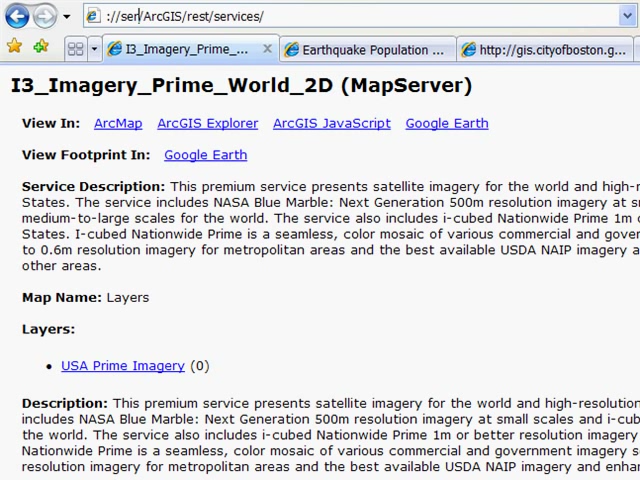 ://ser/ArcGIS/rest/services/
I3_Imagery_Prime_...
Earthquake Population ...
http://gis.cityofboston.g...
I3_Imagery_Prime_World_2D (MapServer)
View In: ArcMap ArcGIS Explorer ArcGIS JavaScript Google Earth
View Footprint In: Google Earth
Service Description: This premium service presents satellite imagery for the world and high-r
States. The service includes NASA Blue Marble: Next Generation 500m resolution imagery at
medium-to-large scales for the world. The service also includes i-cubed Nationwide Prime 1m
States. I-cubed Nationwide Prime is a seamless, color mosaic of various commercial and gover
to 0.6m resolution imagery for metropolitan areas and the best available USDA NAIP imagery a
other areas.
Map Name: Layers
Layers:
• USA Prime Imagery (0)
Description: This premium service presents satellite imagery for the world and high-resolution
includes NASA Blue Marble: Next Generation 500m resolution imagery at small scales and i-cub
the world. The service also includes i-cubed Nationwide Prime 1m or better resolution imagery
Nationwide Prime is a seamless, color mosaic of various commercial and government imagery s
resolution imagery for metropolitan areas and the best available USDA NAIP imagery and enhan